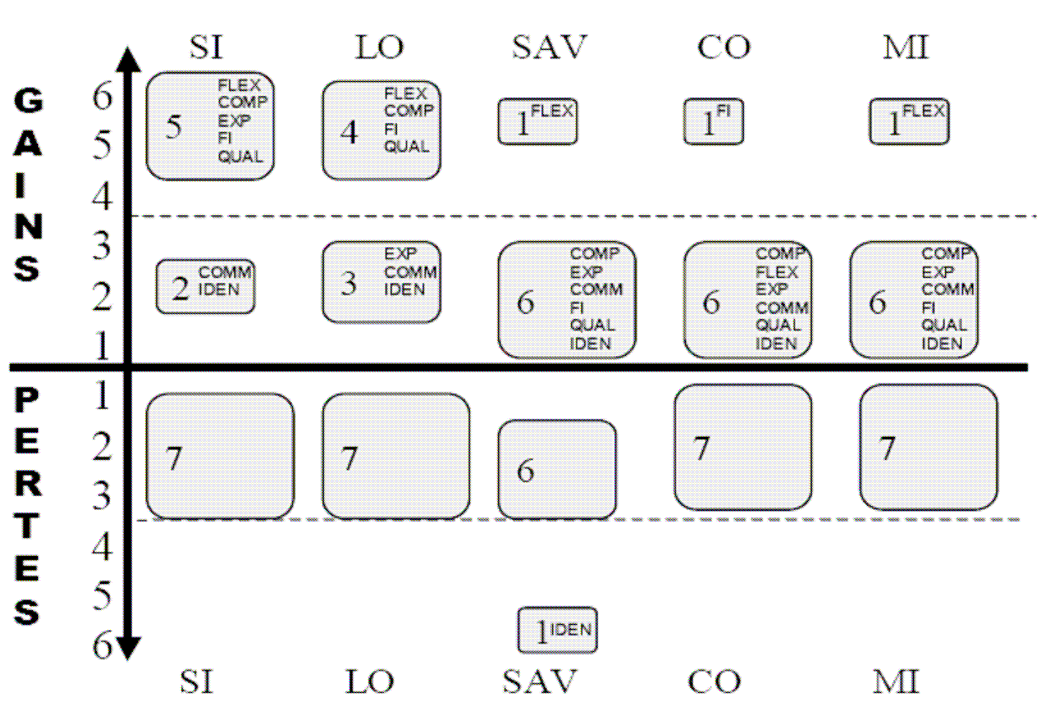 SI LO SAV CO MI
GAINS
6
5
4
3
2
1
5
FLEX
COMP
EXP
FI
QUAL
4
FLEX
COMP
FI
QUAL
1 FLEX
1 FI
1 FLEX
2
COMM
IDEN
3
EXP
COMM
IDEN
6
COMP
EXP
COMM
FI
QUAL
IDEN
6
COMP
FLEX
EXP
COMM
QUAL
IDEN
6
COMP
EXP
COMM
FI
QUAL
IDEN
PERTES
1
2
3
4
5
6
7
7
6
7
7
1 IDEN
SI LO SAV CO MI